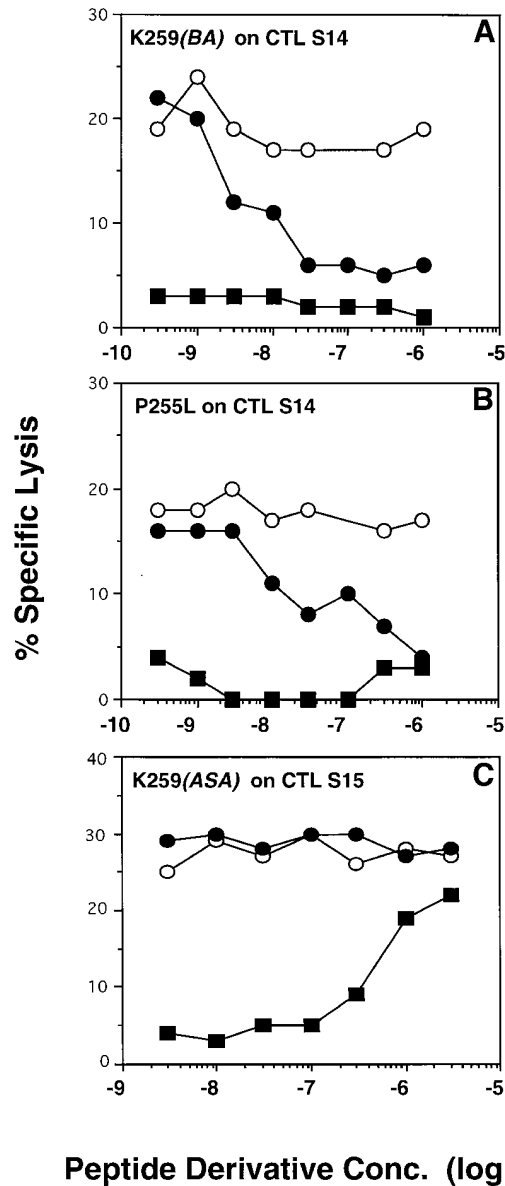 K259(BA) on CTL S14
A
30
20
10
0
-10 -9 -8 -7 -6 -5
P255L on CTL S14
B
30
20
10
0
-10 -9 -8 -7 -6 -5
% Specific Lysis
K259(ASA) on CTL S15
C
40
30
20
10
0
-9 -8 -7 -6 -5
Peptide Derivative Conc. (log